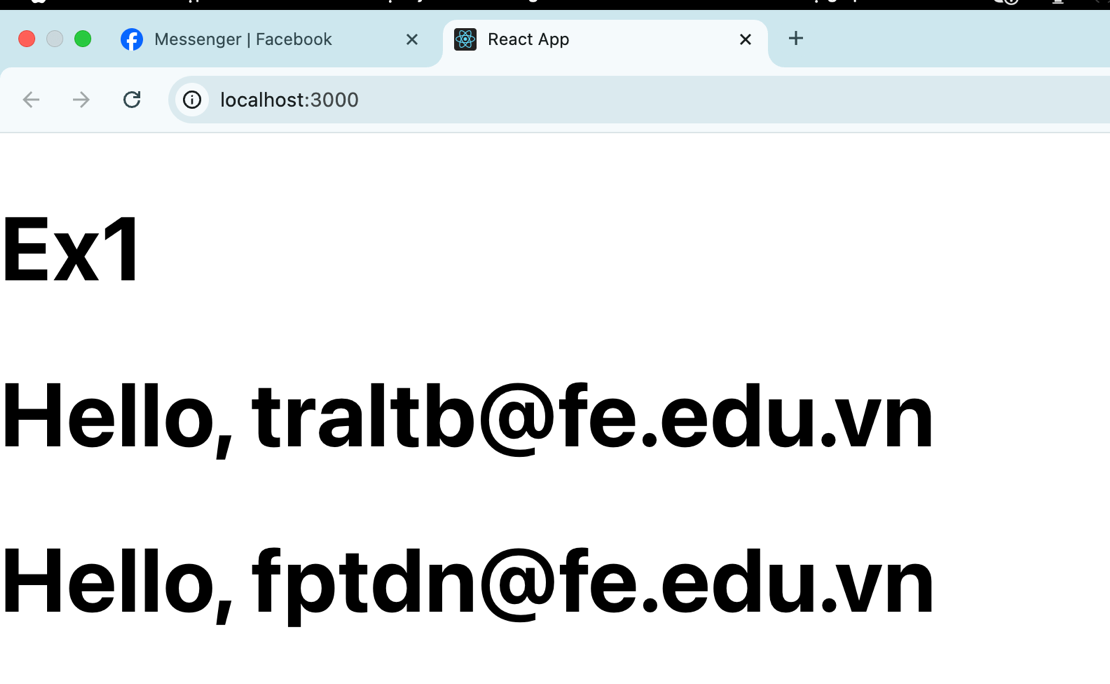 Messenger | Facebook
React App
localhost:3000
Ex1
Hello, traltb@fe.edu.vn
Hello, fptdn@fe.edu.vn